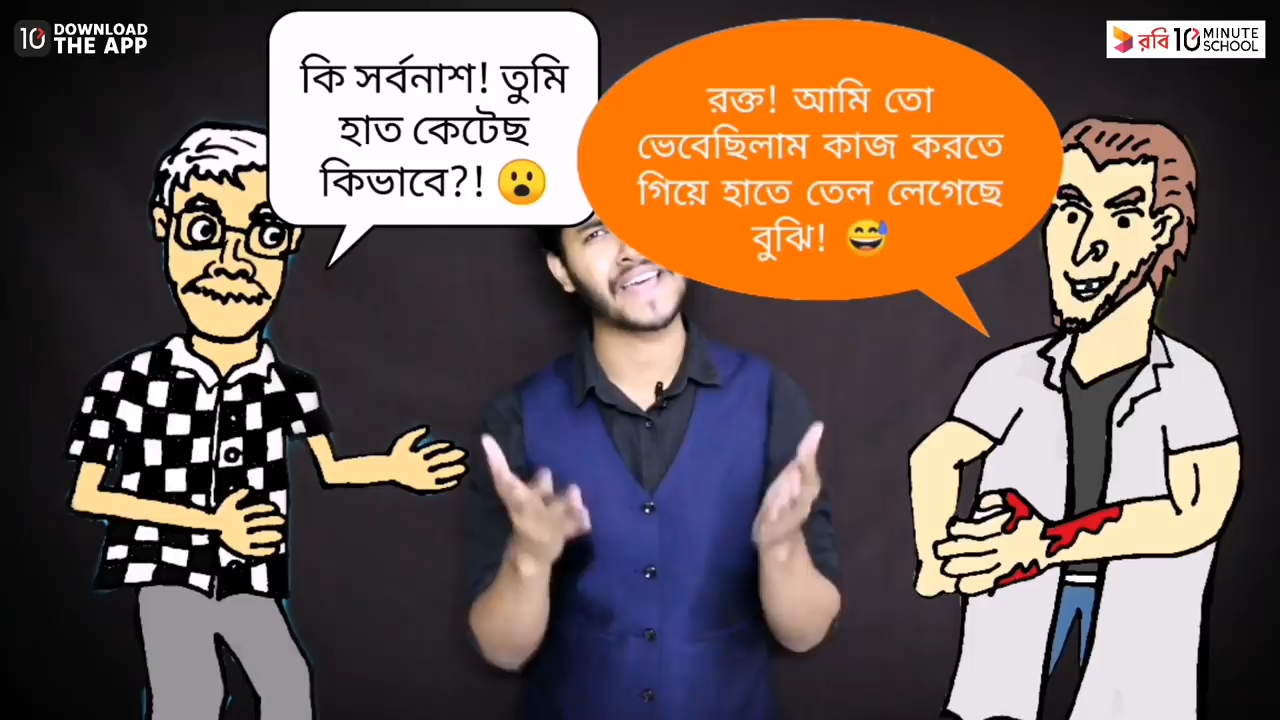 10 DOWNLOAD
THE APP
কি সর্বনাশ! তুমি
হাত কেটেছ
কিভাবে?! 😮
রক্ত! আমি তো
ভেবেছিলাম কাজ করতে
গিয়ে হাতে তেল লেগেছে
বুঝি! 😅
রবি 10 MINUTE
SCHOOL